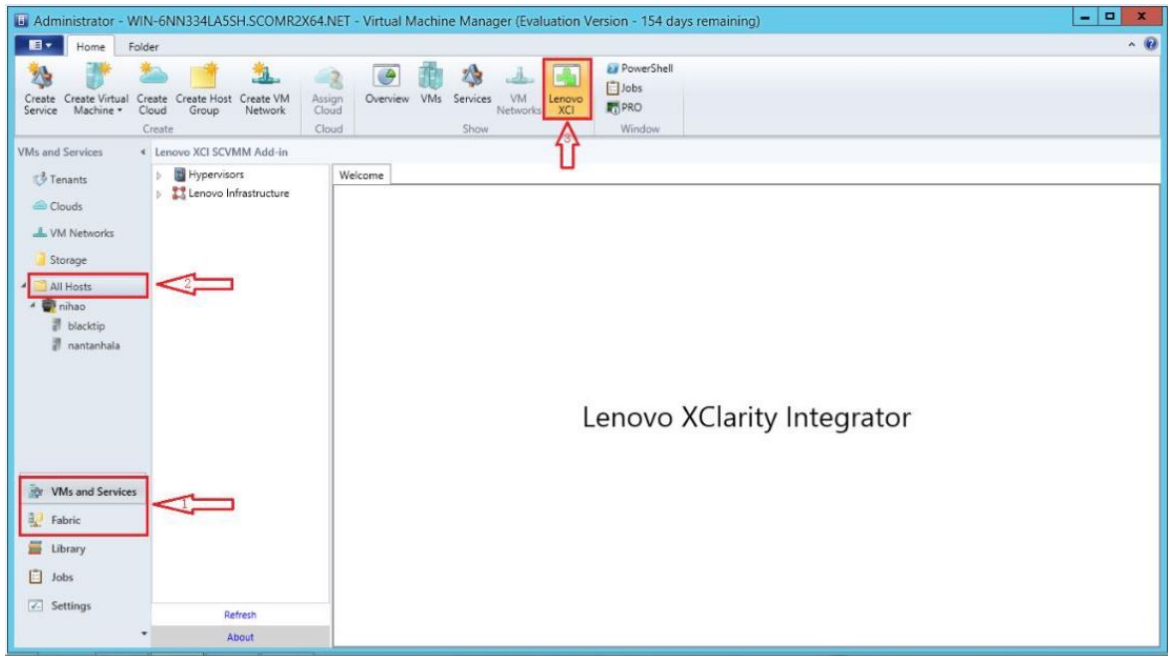 Administrator - WIN-6NN334LA5SH.SCOMR2X64.NET - Virtual Machine Manager (Evaluation Version - 154 days remaining)
Home Folder
Create Service
Create Virtual Machine
Create Cloud
Create Host Group
Create VM Network
Assign Cloud
Overview
VMs
Services
VM Networks
Lenovo XCI
PowerShell
Jobs
PRO
Create Cloud Show Window
3
VMs and Services
Tenants
Clouds
VM Networks
Storage
All Hosts
2
nihao
blacktip
nantanhala
VMs and Services
1
Fabric
Library
Jobs
Settings
Lenovo XCI SCVMM Add-in
Hypervisors
Lenovo Infrastructure
Refresh
About
Welcome
Lenovo XClarity Integrator